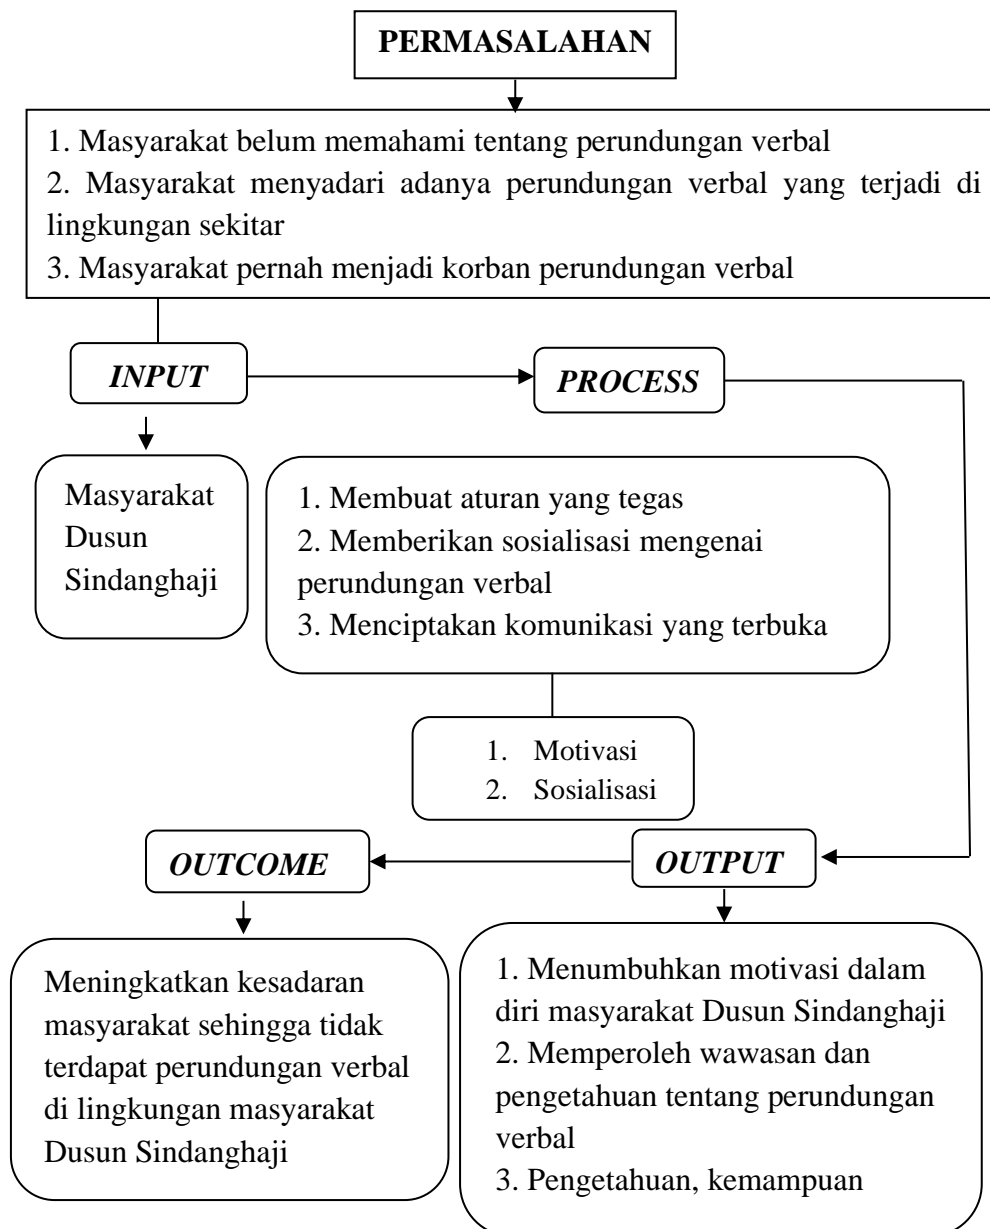 PERMASALAHAN
1. Masyarakat belum memahami tentang perundungan verbal
2. Masyarakat menyadari adanya perundungan verbal yang terjadi di
lingkungan sekitar
3. Masyarakat pernah menjadi korban perundungan verbal
INPUT
PROCESS
Masyarakat
Dusun
Sindanghaji
1. Membuat aturan yang tegas
2. Memberikan sosialisasi mengenai
perundungan verbal
3. Menciptakan komunikasi yang terbuka
1. Motivasi
2. Sosialisasi
OUTCOME
OUTPUT
Meningkatkan kesadaran
masyarakat sehingga tidak
terdapat perundungan verbal
di lingkungan masyarakat
Dusun Sindanghaji
1. Menumbuhkan motivasi dalam
diri masyarakat Dusun Sindanghaji
2. Memperoleh wawasan dan
pengetahuan tentang perundungan
verbal
3. Pengetahuan, kemampuan